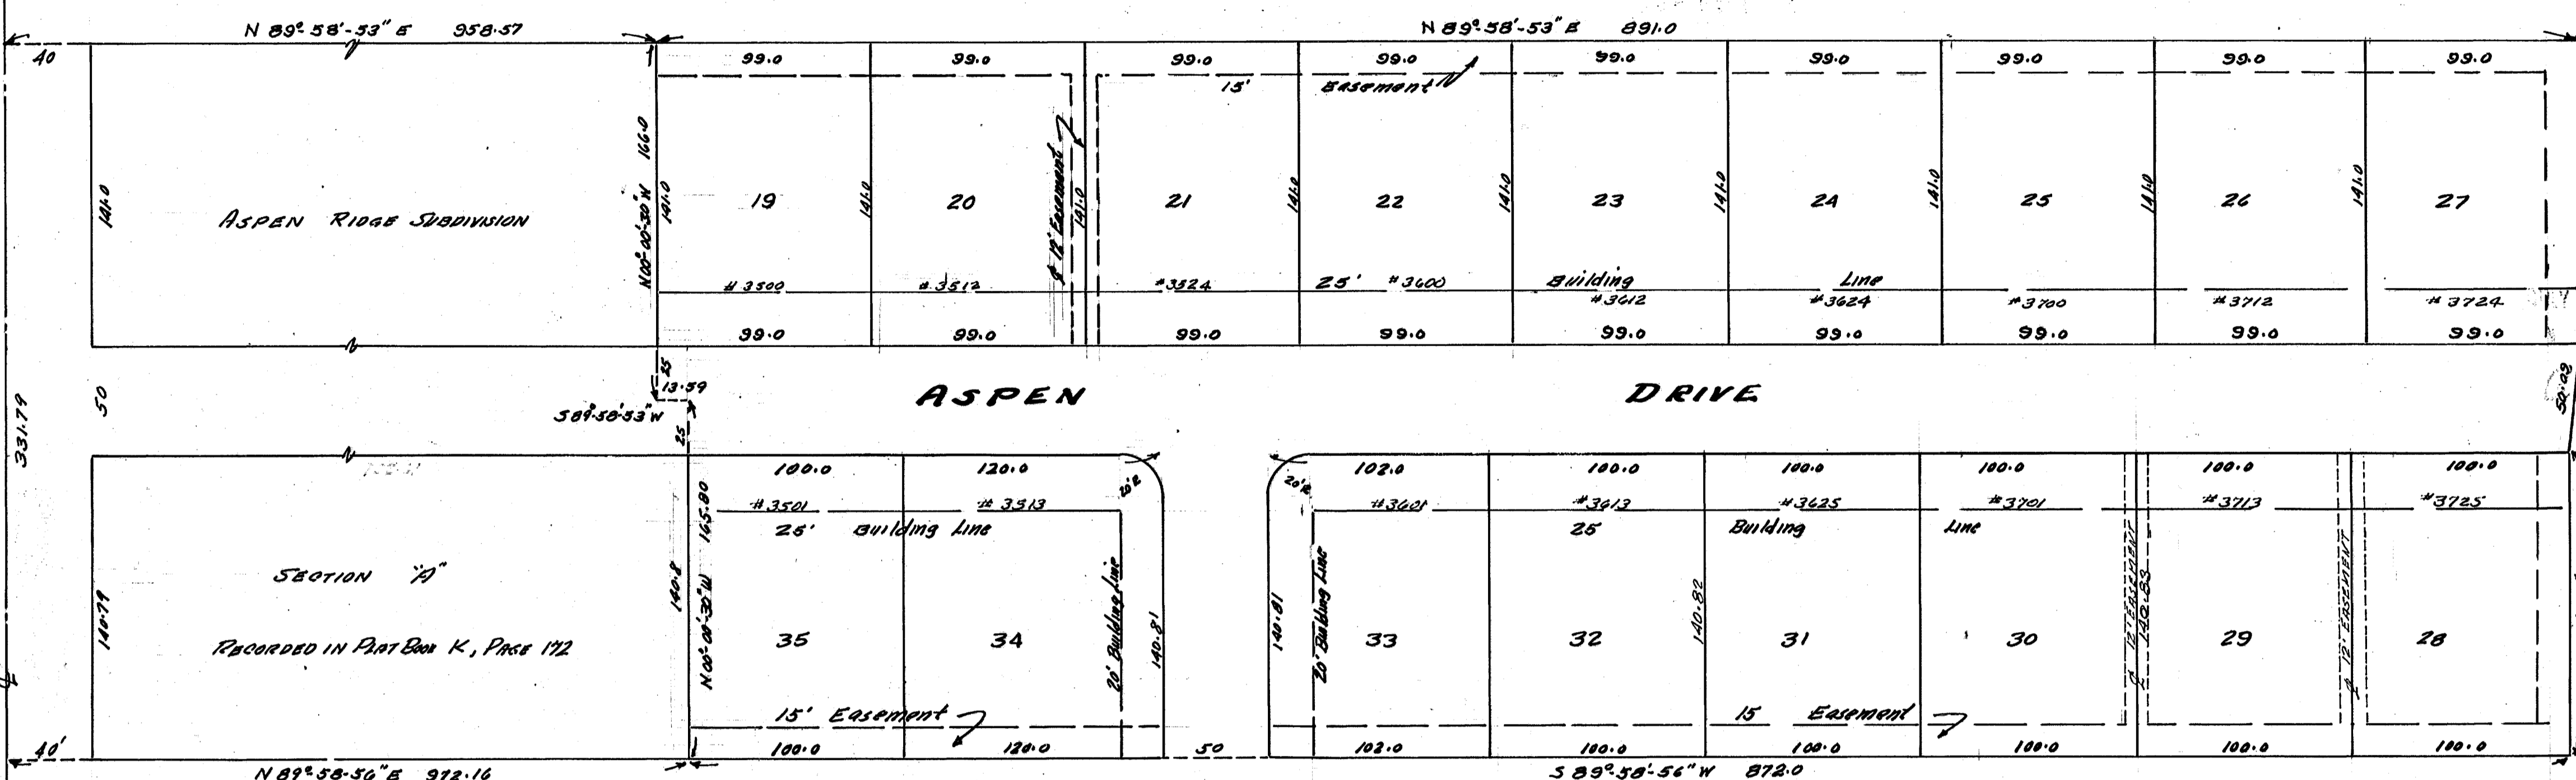 N 89°-58'-53" E 958.57
N 89°-58'-53" E 891.0
40 99.0 99.0 99.0 99.0 99.0 99.0 99.0 99.0 99.0
15' Easement
N 00°-00'-30" W 166.0
¢ 12' Easement
141.0 141.0 141.0 141.0 141.0 141.0 141.0 141.0 141.0 141.0
ASPEN RIDGE SUBDIVISION
19 20 21 22 23 24 25 26 27
25' Building Line
#3500 #3512 #3524 #3600 #3612 #3624 #3700 #3712 #3724
99.0 99.0 99.0 99.0 99.0 99.0 99.0 99.0 99.0
25
13.59
S 89°-58'-53" W
25
50
ASPEN DRIVE
50.02
331.79
100.0 120.0 102.0 100.0 100.0 100.0 100.0 100.0
20'R 20'R
#3501 #3513 #3601 #3613 #3625 #3701 #3713 #3725
25' Building Line
25 Building Line
N.00°-00'-30" W 165.80
140.8
SECTION "A"
RECORDED IN PLAT BOOK K, PAGE 172
140.79
20' Building Line
140.81
140.81
20' Building Line
140.82
¢ 12' EASEMENT
140.83
¢ 12' EASEMENT
35 34 33 32 31 30 29 28
15' Easement
15 Easement
40' 100.0 120.0 50 102.0 100.0 100.0 100.0 100.0 100.0
N 89°-58'-56" E 972.16
S 89°-58'-56" W 872.0